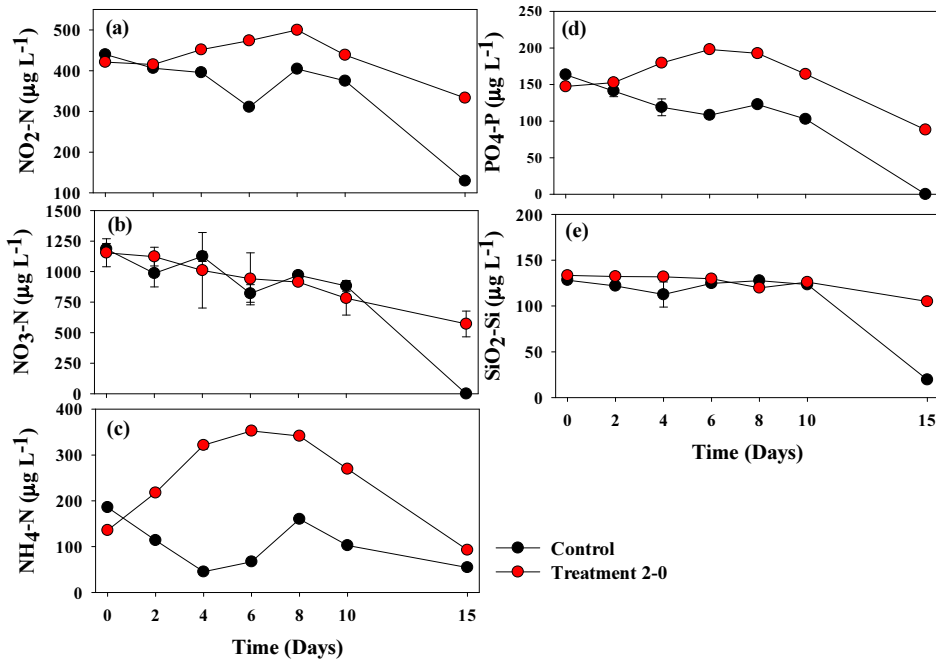 (a)
NO2-N (µg L-1)
500
400
300
200
100
(b)
NO3-N (µg L-1)
1500
1250
1000
750
500
250
0
(c)
NH4-N (µg L-1)
400
300
200
100
0
0 2 4 6 8 10 15
Time (Days)
(d)
PO4-P (µg L-1)
250
200
150
100
50
0
(e)
SiO2-Si (µg L-1)
200
150
100
50
0
0 2 4 6 8 10 15
Time (Days)
Control
Treatment 2-0